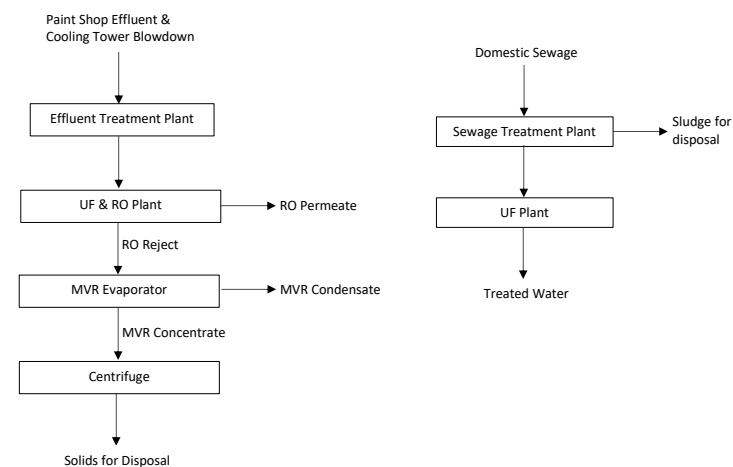 Paint Shop Effluent &
Cooling Tower Blowdown
Effluent Treatment Plant
UF & RO Plant
RO Permeate
RO Reject
MVR Evaporator
MVR Condensate
MVR Concentrate
Centrifuge
Solids for Disposal
Domestic Sewage
Sewage Treatment Plant
Sludge for
disposal
UF Plant
Treated Water